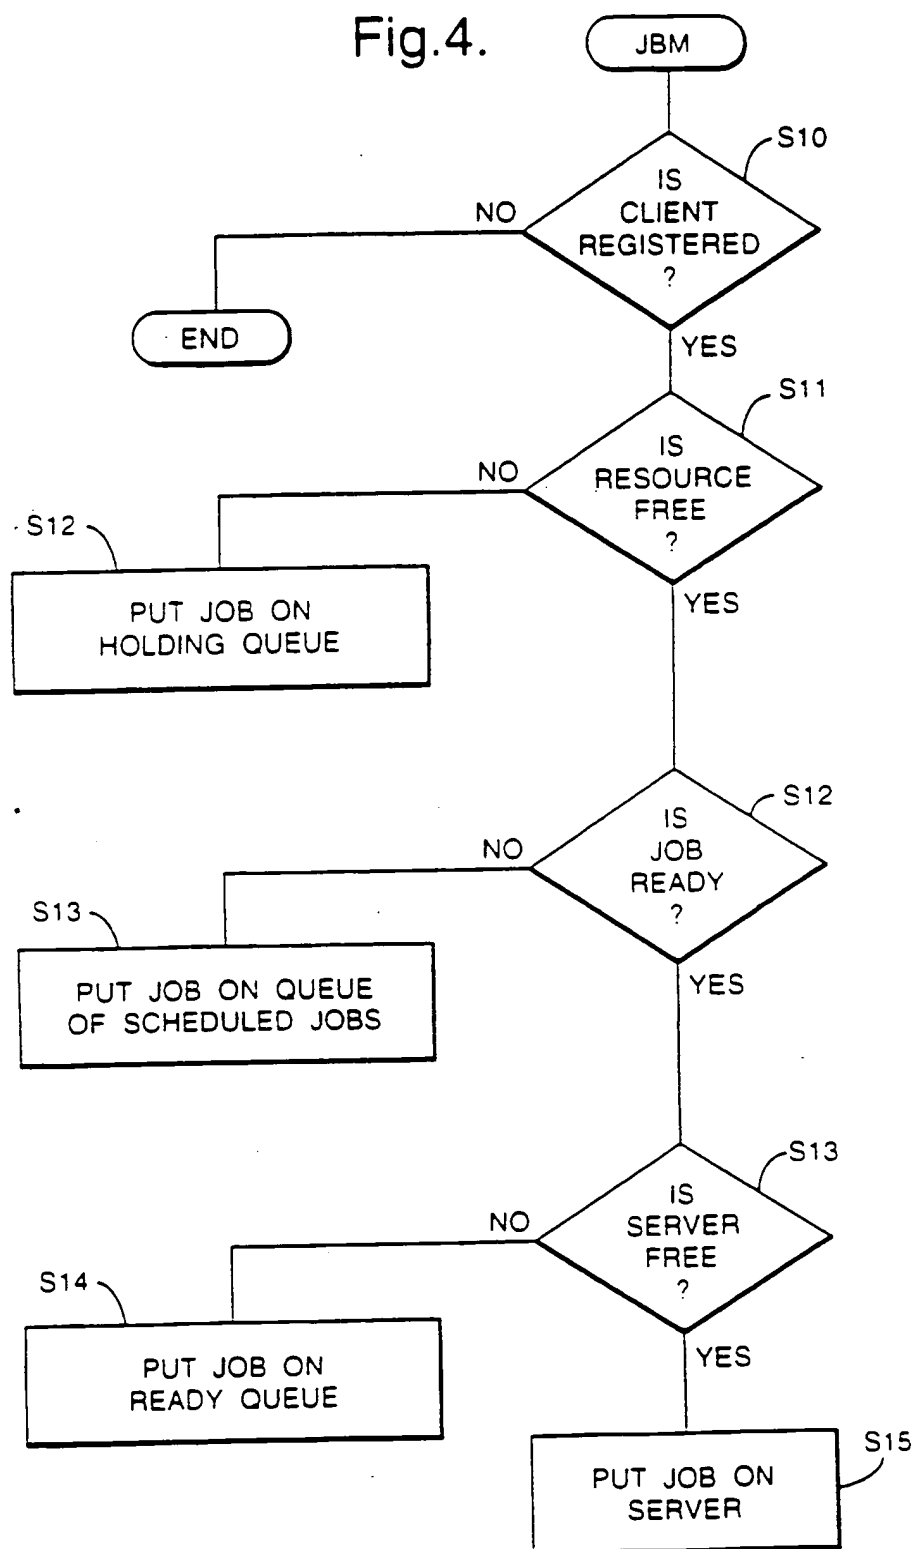 Fig.4.
JBM
S10
IS
CLIENT
REGISTERED
?
NO
END
YES
S11
IS
RESOURCE
FREE
?
NO
S12
PUT JOB ON
HOLDING QUEUE
YES
S12
IS
JOB
READY
?
NO
S13
PUT JOB ON QUEUE
OF SCHEDULED JOBS
YES
S13
IS
SERVER
FREE
?
NO
S14
PUT JOB ON
READY QUEUE
YES
S15
PUT JOB ON
SERVER